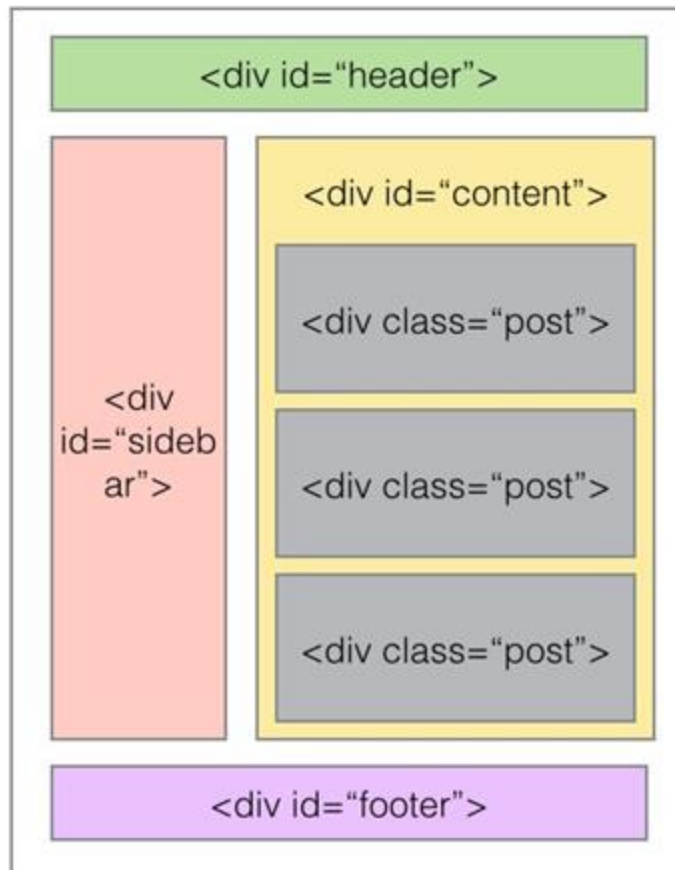 <div id=“header”>
<div
id=“sideb
ar”>
<div id=“content”>
<div class=“post”>
<div class=“post”>
<div class=“post”>
<div id=“footer”>